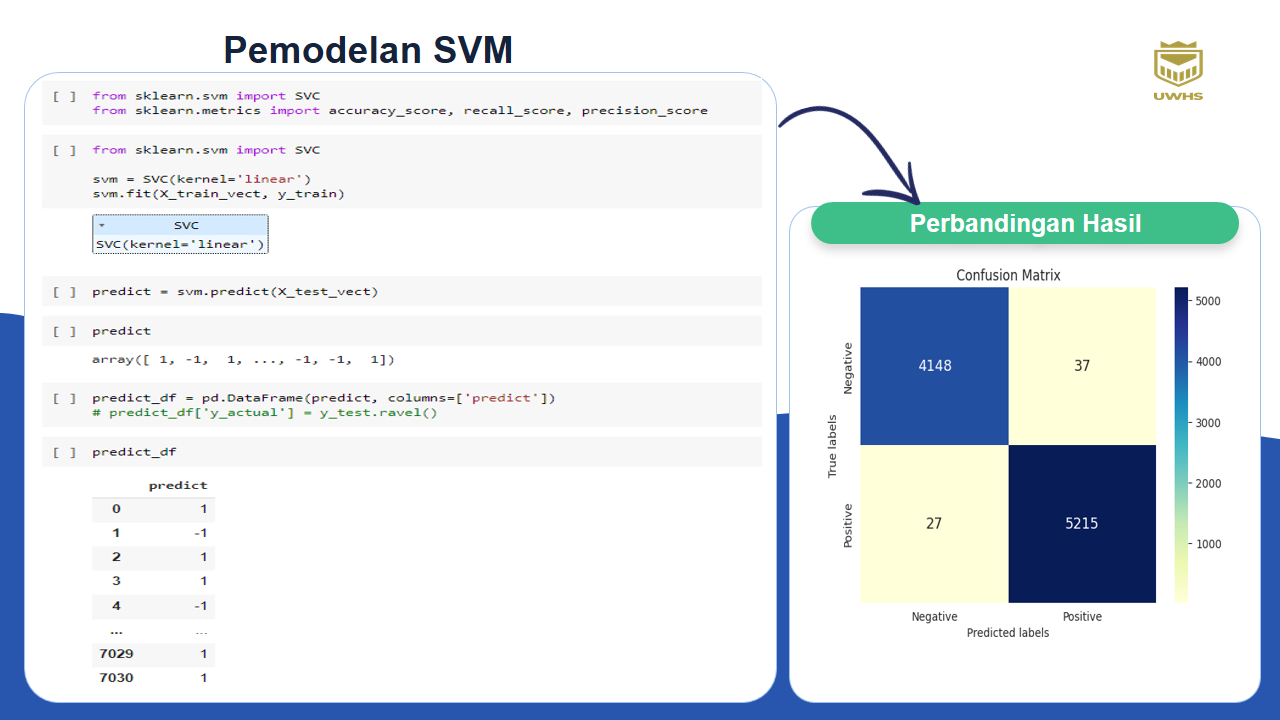 Pemodelan SVM
UWHS
[ ] from sklearn.svm import SVC
from sklearn.metrics import accuracy_score, recall_score, precision_score
[ ] from sklearn.svm import SVC
svm = SVC(kernel='linear')
svm.fit(X_train_vect, y_train)
SVC
SVC(kernel='linear')
[ ] predict = svm.predict(X_test_vect)
[ ] predict
array([ 1, -1,  1, ..., -1, -1,  1])
[ ] predict_df = pd.DataFrame(predict, columns=['predict'])
# predict_df['y_actual'] = y_test.ravel()
[ ] predict_df
predict
0 1
1 -1
2 1
3 1
4 -1
... ...
7029 1
7030 1
Perbandingan Hasil
Confusion Matrix
True labels
Negative
Positive
4148 37
27 5215
Negative Positive
Predicted labels
5000
4000
3000
2000
1000